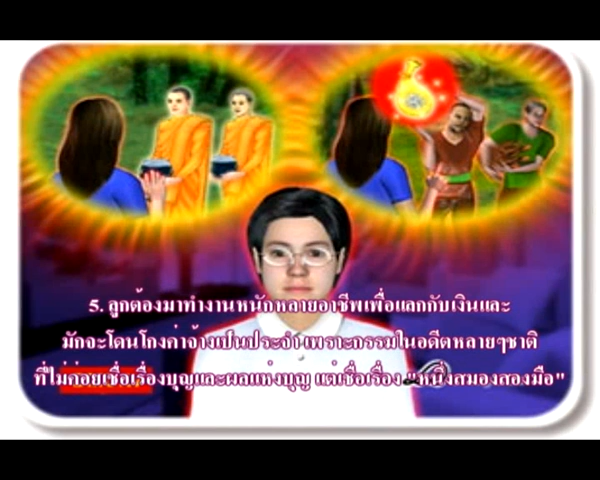 5. ลูกต้องมาทำงานหนักหลายอาชีพเพื่อแลกกับเงินและ
มักจะโดนโกงค่าจ้างเป็นประจำ เพราะกรรมในอดีตหลายๆชาติ
ที่ไม่ค่อยเชื่อเรื่องบุญและผลแห่งบุญ แต่เชื่อเรื่อง "หนึ่งสมองสองมือ"